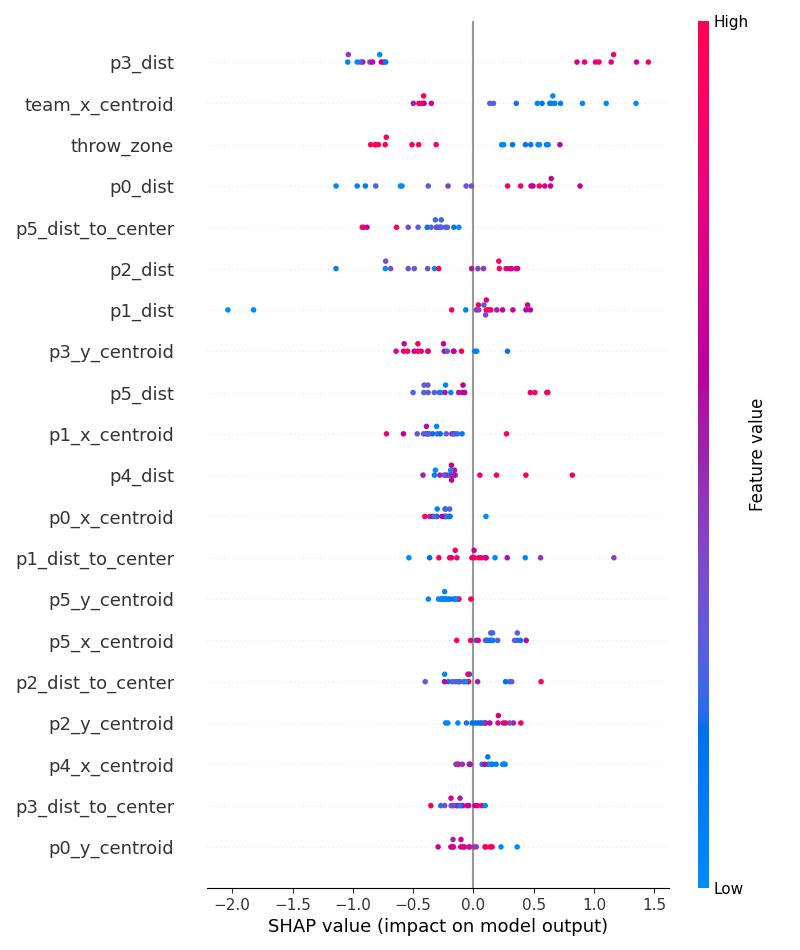 High
p3_dist
team_x_centroid
throw_zone
p0_dist
p5_dist_to_center
p2_dist
p1_dist
p3_y_centroid
p5_dist
p1_x_centroid
p4_dist
p0_x_centroid
p1_dist_to_center
p5_y_centroid
p5_x_centroid
p2_dist_to_center
p2_y_centroid
p4_x_centroid
p3_dist_to_center
p0_y_centroid
Feature value
Low
−2.0 −1.5 −1.0 −0.5 0.0 0.5 1.0 1.5
SHAP value (impact on model output)